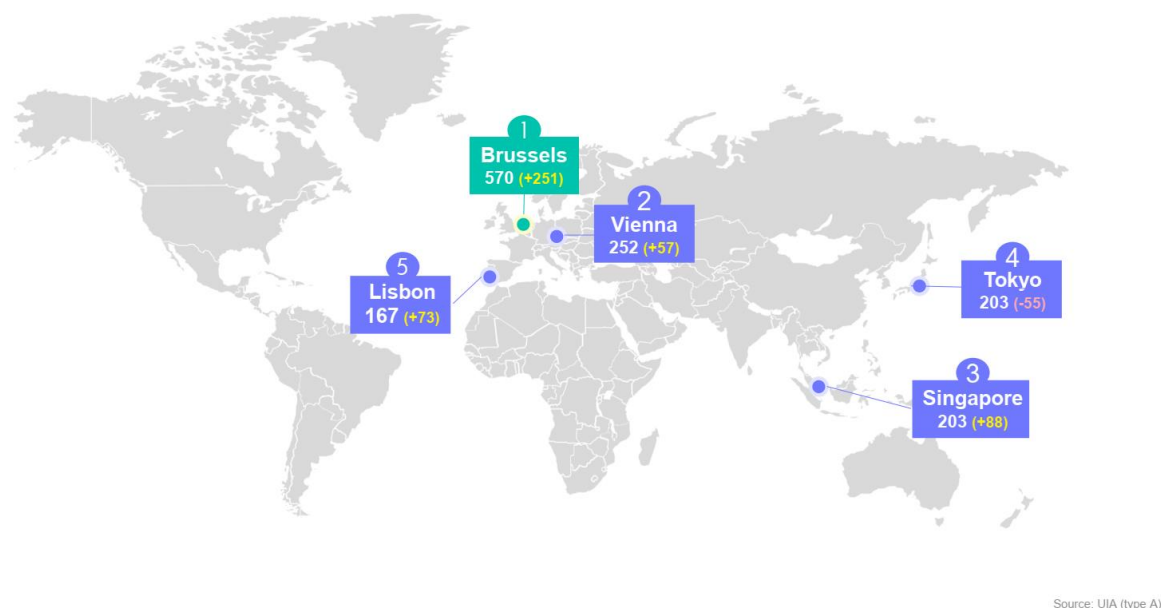 1
Brussels
570 (+251)
2
Vienna
252 (+57)
5
Lisbon
167 (+73)
4
Tokyo
203 (-55)
3
Singapore
203 (+88)
Source: UIA (type A)